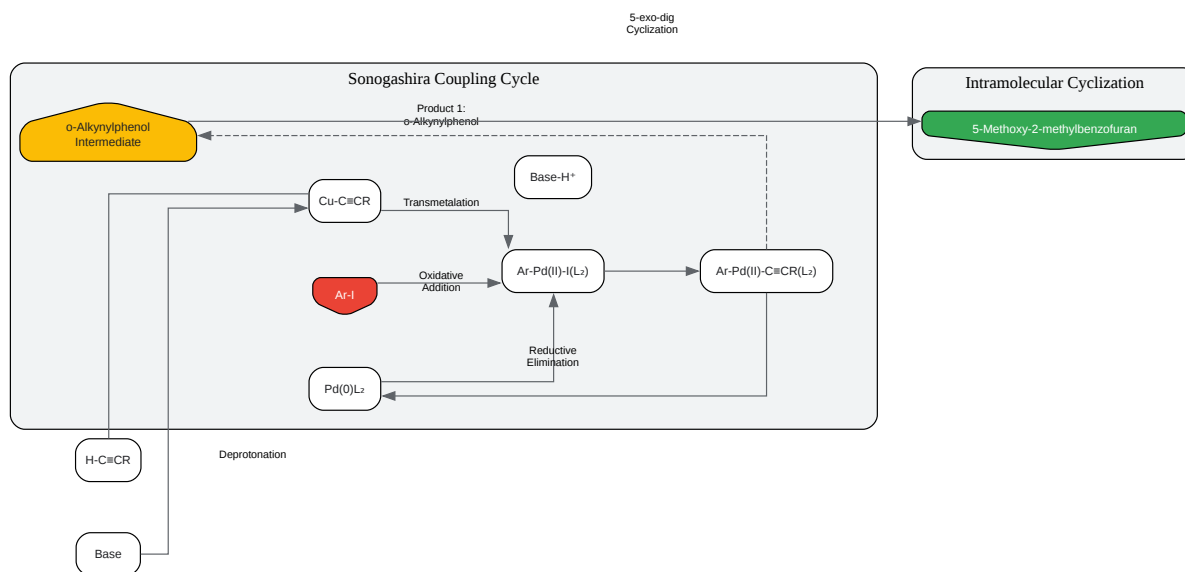 5-exo-dig
Cyclization
Sonogashira Coupling Cycle
Intramolecular Cyclization
Product 1:
o-Alkynylphenol
o-Alkynylphenol
Intermediate
5-Methoxy-2-methylbenzofuran
Base-H⁺
Cu-C≡CR
Transmetalation
Ar-Pd(II)-I(L₂)
Ar-Pd(II)-C≡CR(L₂)
Oxidative
Addition
Ar-I
Reductive
Elimination
Pd(0)L₂
H-C≡CR
Deprotonation
Base